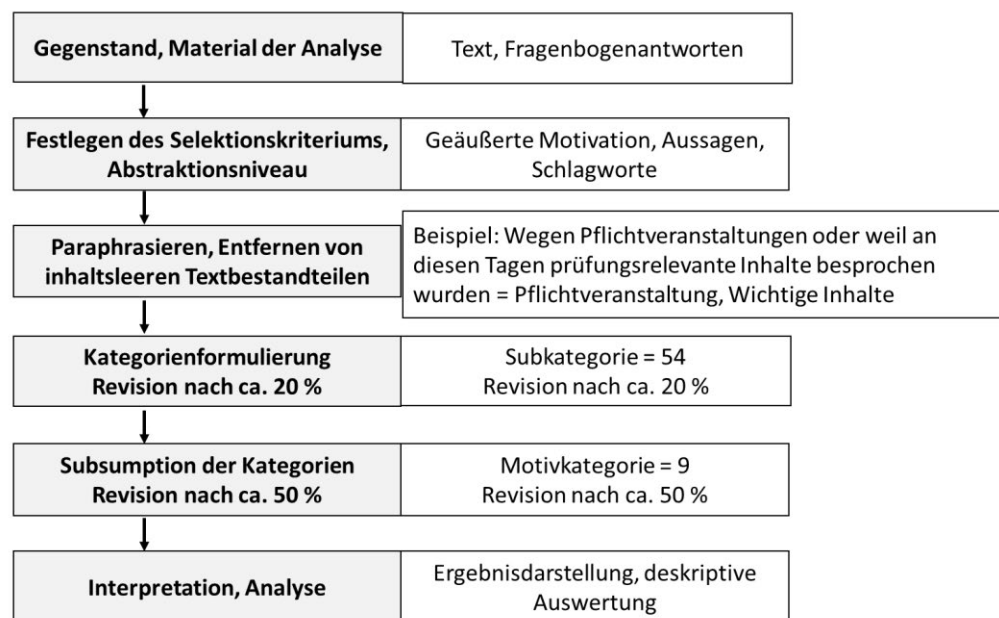 Gegenstand, Material der Analyse
Text, Fragenbogenantworten
Festlegen des Selektionskriteriums,
Abstraktionsniveau
Geäußerte Motivation, Aussagen,
Schlagworte
Paraphrasieren, Entfernen von
inhaltsleeren Textbestandteilen
Beispiel: Wegen Pflichtveranstaltungen oder weil an
diesen Tagen prüfungsrelevante Inhalte besprochen
wurden = Pflichtveranstaltung, Wichtige Inhalte
Kategorienformulierung
Revision nach ca. 20 %
Subkategorie = 54
Revision nach ca. 20 %
Subsumption der Kategorien
Revision nach ca. 50 %
Motivkategorie = 9
Revision nach ca. 50 %
Interpretation, Analyse
Ergebnisdarstellung, deskriptive
Auswertung